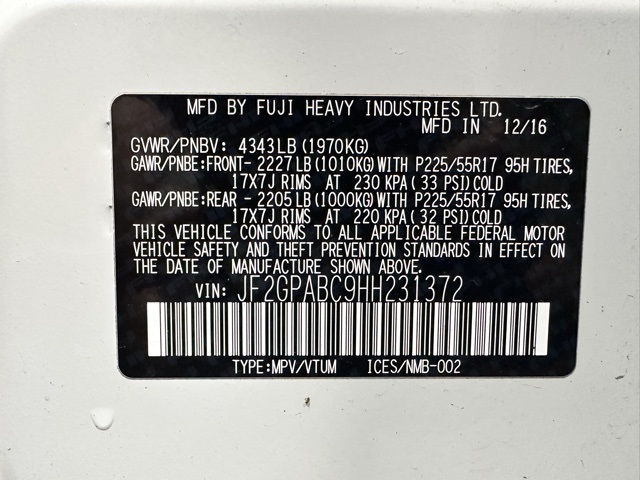 MFD BY FUJI HEAVY INDUSTRIES LTD.
MFD IN 12/16
GVWR/PNBV: 4343LB (1970KG)
GAWR/PNBE:FRONT- 2227LB(1010KG)WITH P225/55R17 95H TIRES,
17X7J RIMS AT 230 KPA(33 PSI)COLD
GAWR/PNBE:REAR - 2205LB(1000KG)WITH P225/55R17 95H TIRES,
17X7J RIMS AT 220 KPA(32 PSI)COLD
THIS VEHICLE CONFORMS TO ALL APPLICABLE FEDERAL MOTOR
VEHICLE SAFETY AND THEFT PREVENTION STANDARDS IN EFFECT ON
THE DATE OF MANUFACTURE SHOWN ABOVE.
VIN: JF2GPABC9HH231372
TYPE:MPV/VTUM ICES/NMB-002